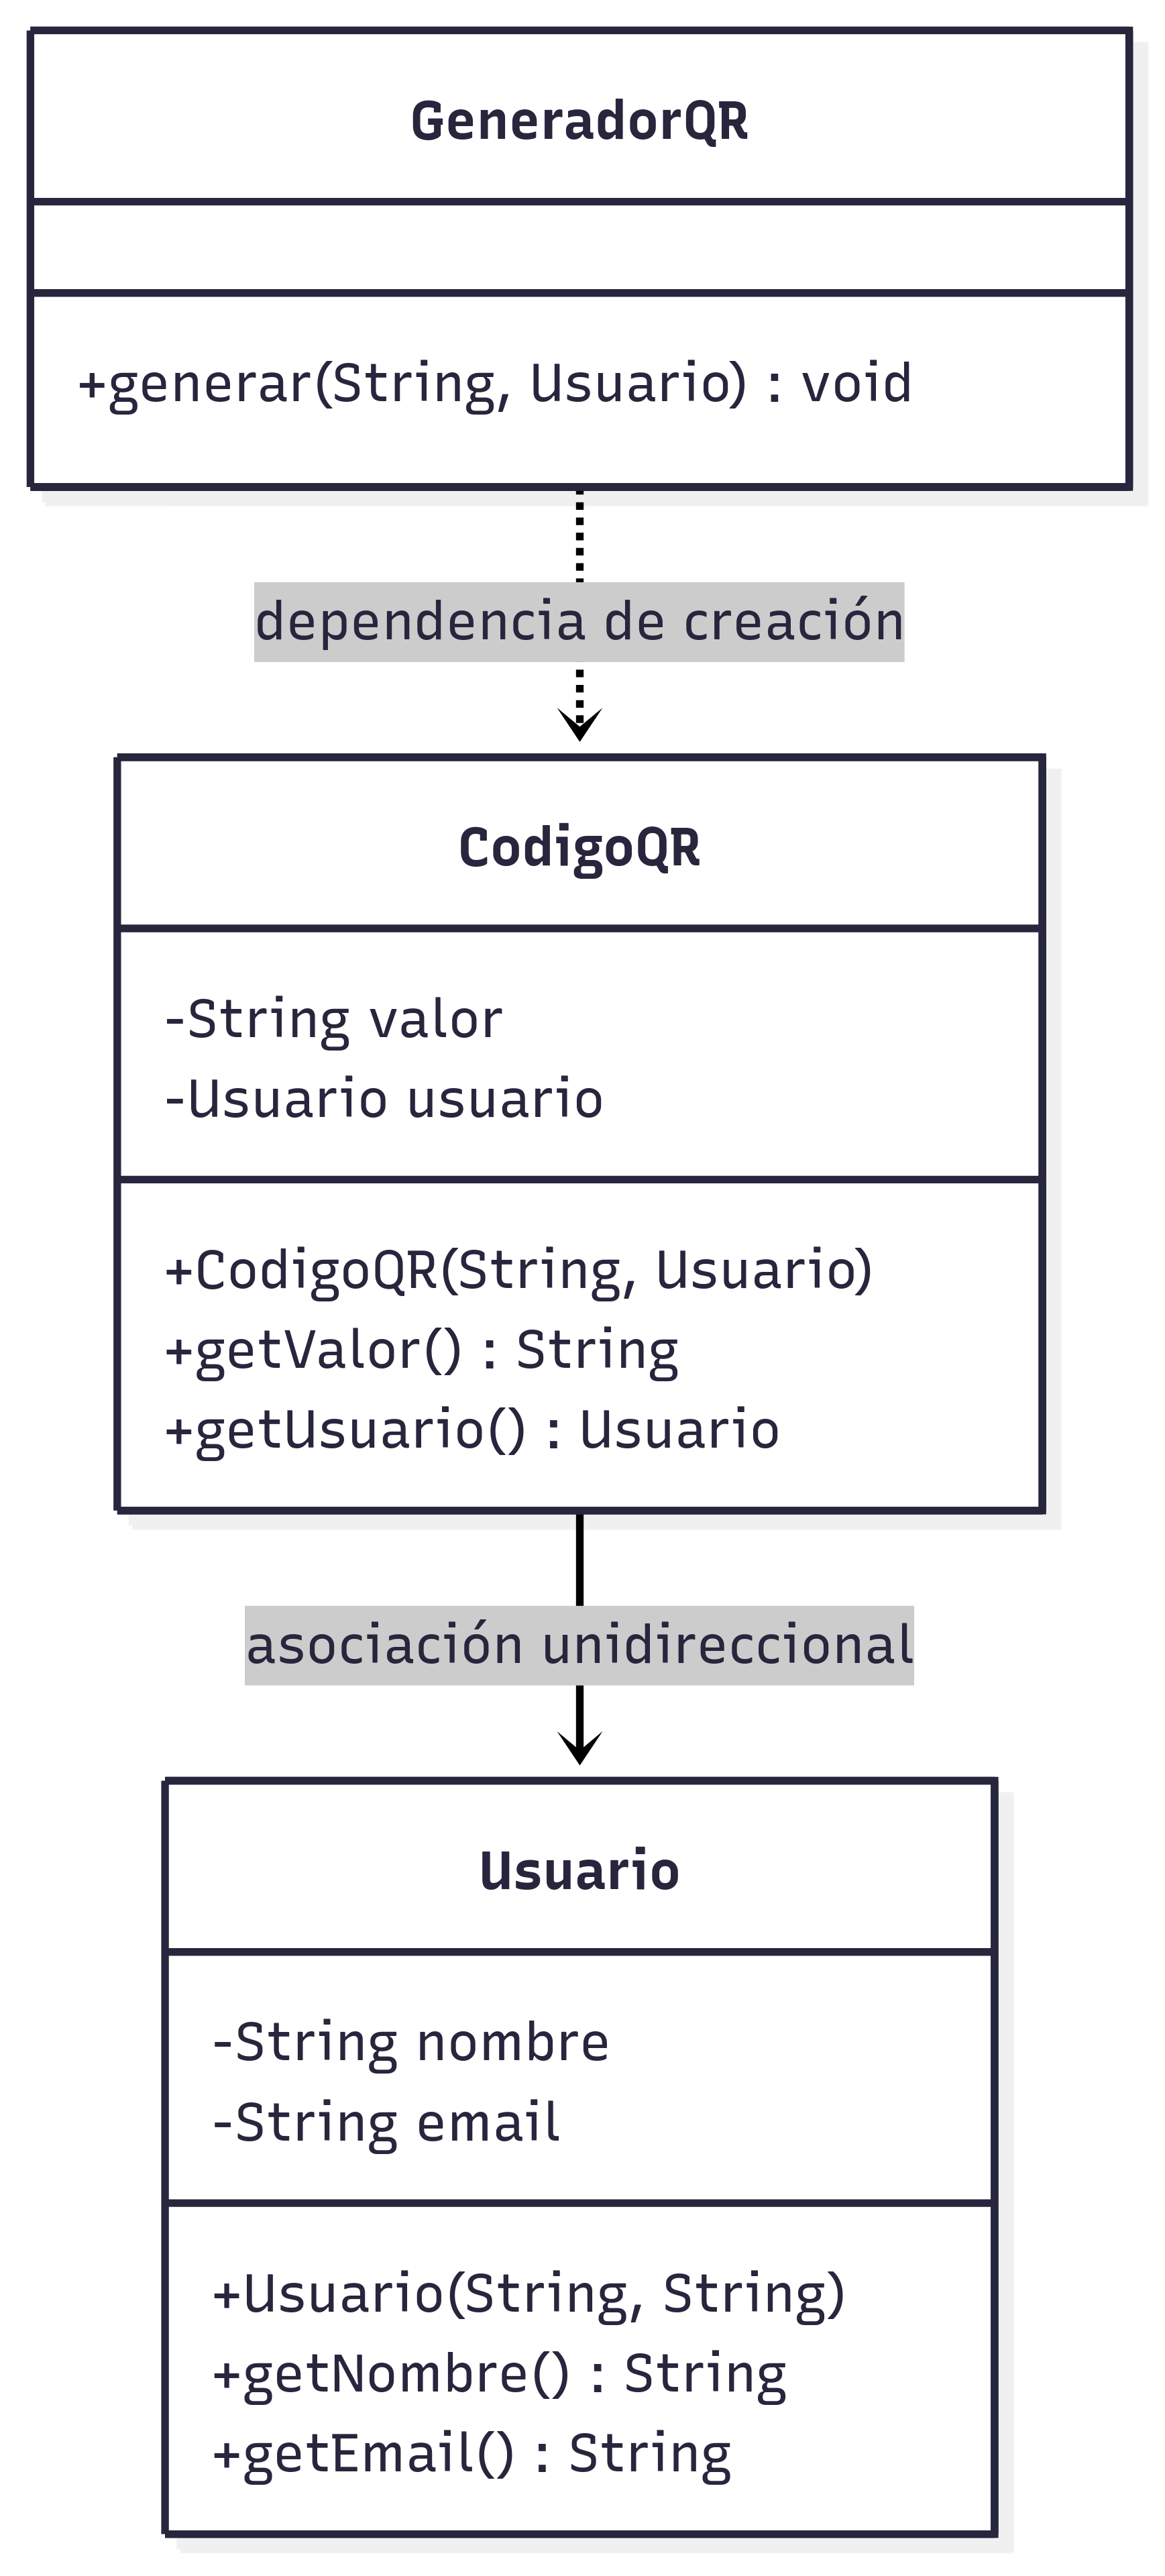 GeneradorQR
+generar(String, Usuario) : void
dependencia de creación
CodigoQR
-String valor
-Usuario usuario
+CodigoQR(String, Usuario)
+getValor() : String
+getUsuario() : Usuario
asociación unidireccional
Usuario
-String nombre
-String email
+Usuario(String, String)
+getNombre() : String
+getEmail() : String